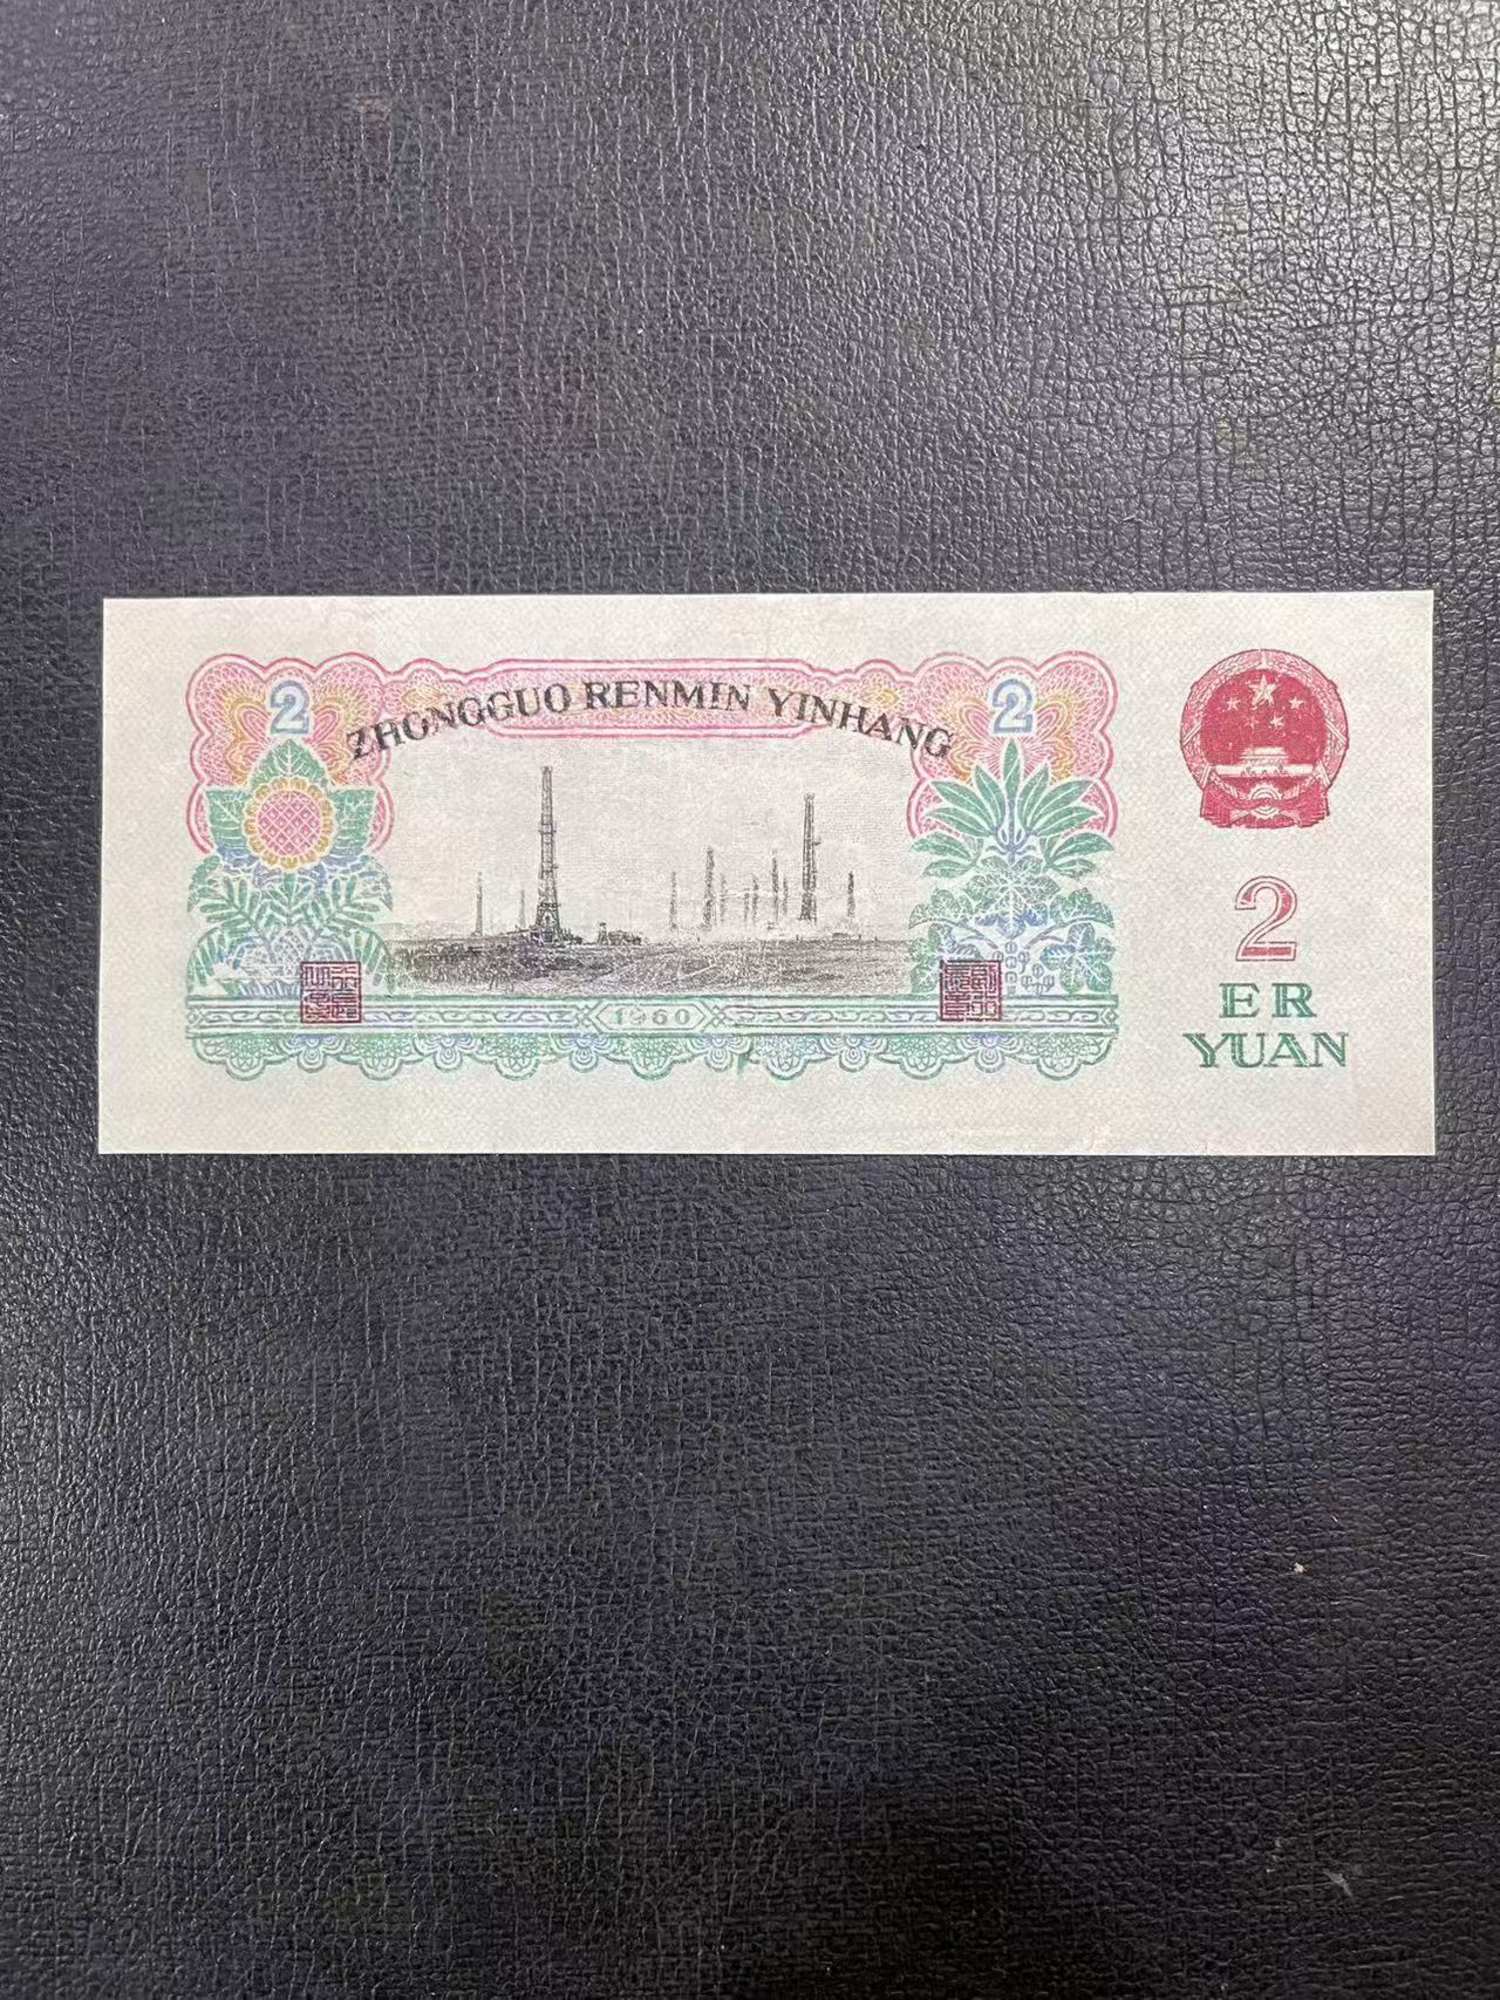 2
2
ZHONGGUO RENMIN YINHANG
1960
2
ER
YUAN